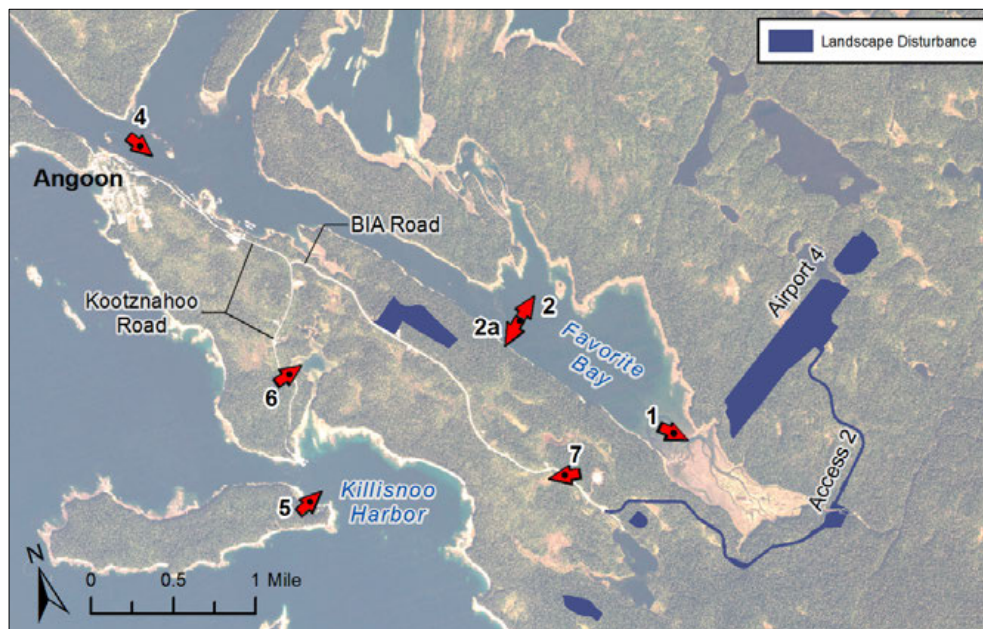 Landscape Disturbance
4
Angoon
BIA Road
Kootznahoo
Road
2
2a
Favorite
Bay
Airport 4
6
1
7
Access 2
5
Killisnoo
Harbor
N
0 0.5 1 Mile